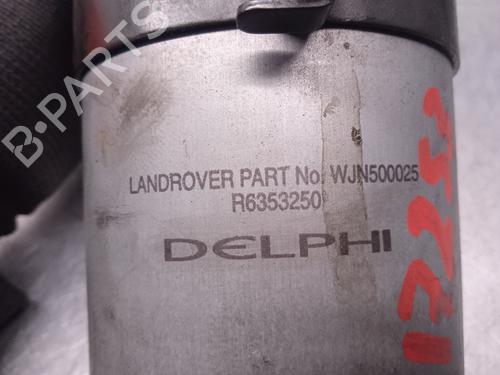 B-PARTS
LANDROVER PART No. WJN500025
R6353250
DELPHI